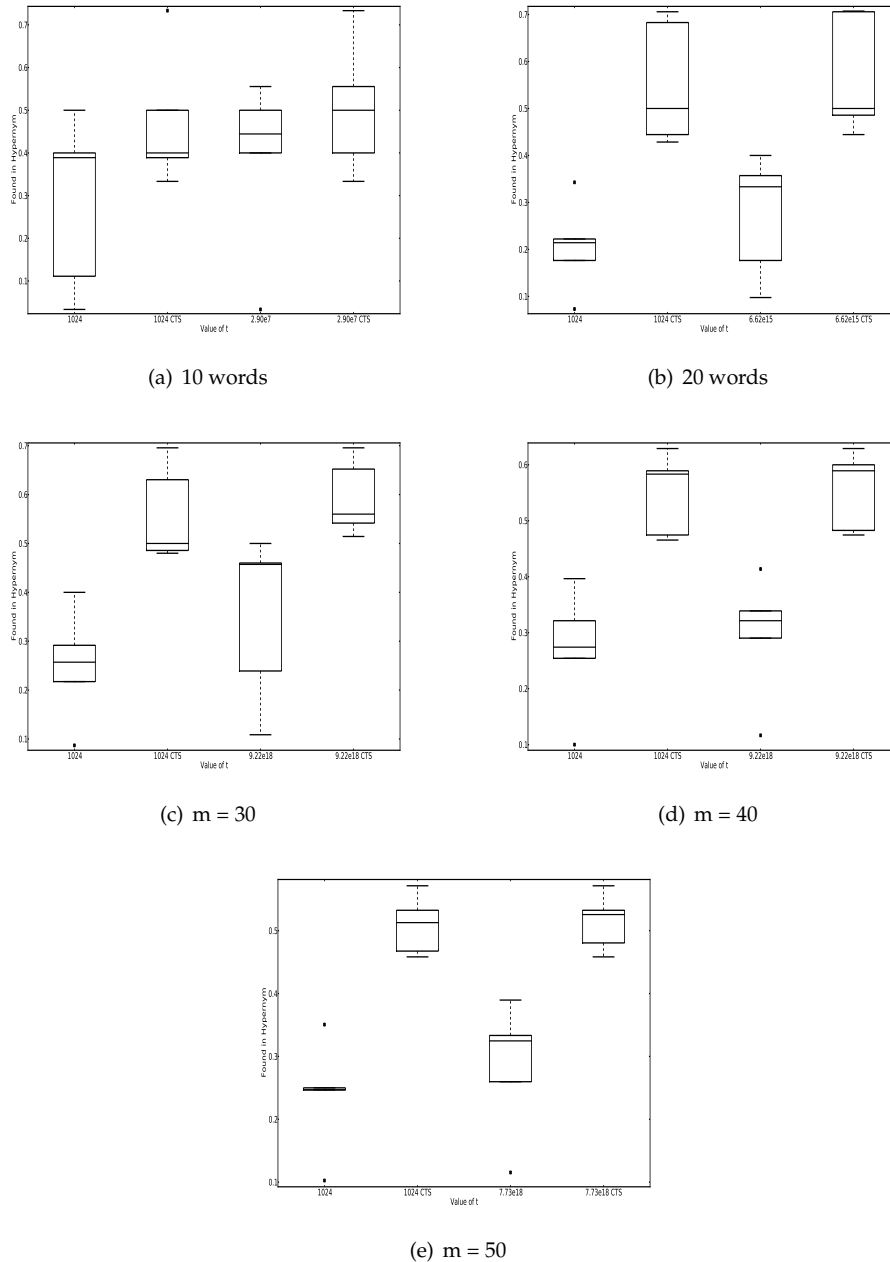 0.7
0.6
0.5
0.4
0.3
0.2
0.1
Found in Hypernym
1024 1024 CTS 2.90e7 2.90e7 CTS
Value of t
(a) 10 words
0.7
0.6
0.5
0.4
0.3
0.2
0.1
Found in Hypernym
1024 1024 CTS 6.62e15 6.62e15 CTS
Value of t
(b) 20 words
0.7
0.6
0.5
0.4
0.3
0.2
0.1
Found in Hypernym
1024 1024 CTS 9.22e18 9.22e18 CTS
Value of t
(c) m = 30
0.6
0.5
0.4
0.3
0.2
0.1
Found in Hypernym
1024 1024 CTS 9.22e18 9.22e18 CTS
Value of t
(d) m = 40
0.5
0.4
0.3
0.2
0.1
Found in Hypernym
1024 1024 CTS 7.73e18 7.73e18 CTS
Value of t
(e) m = 50